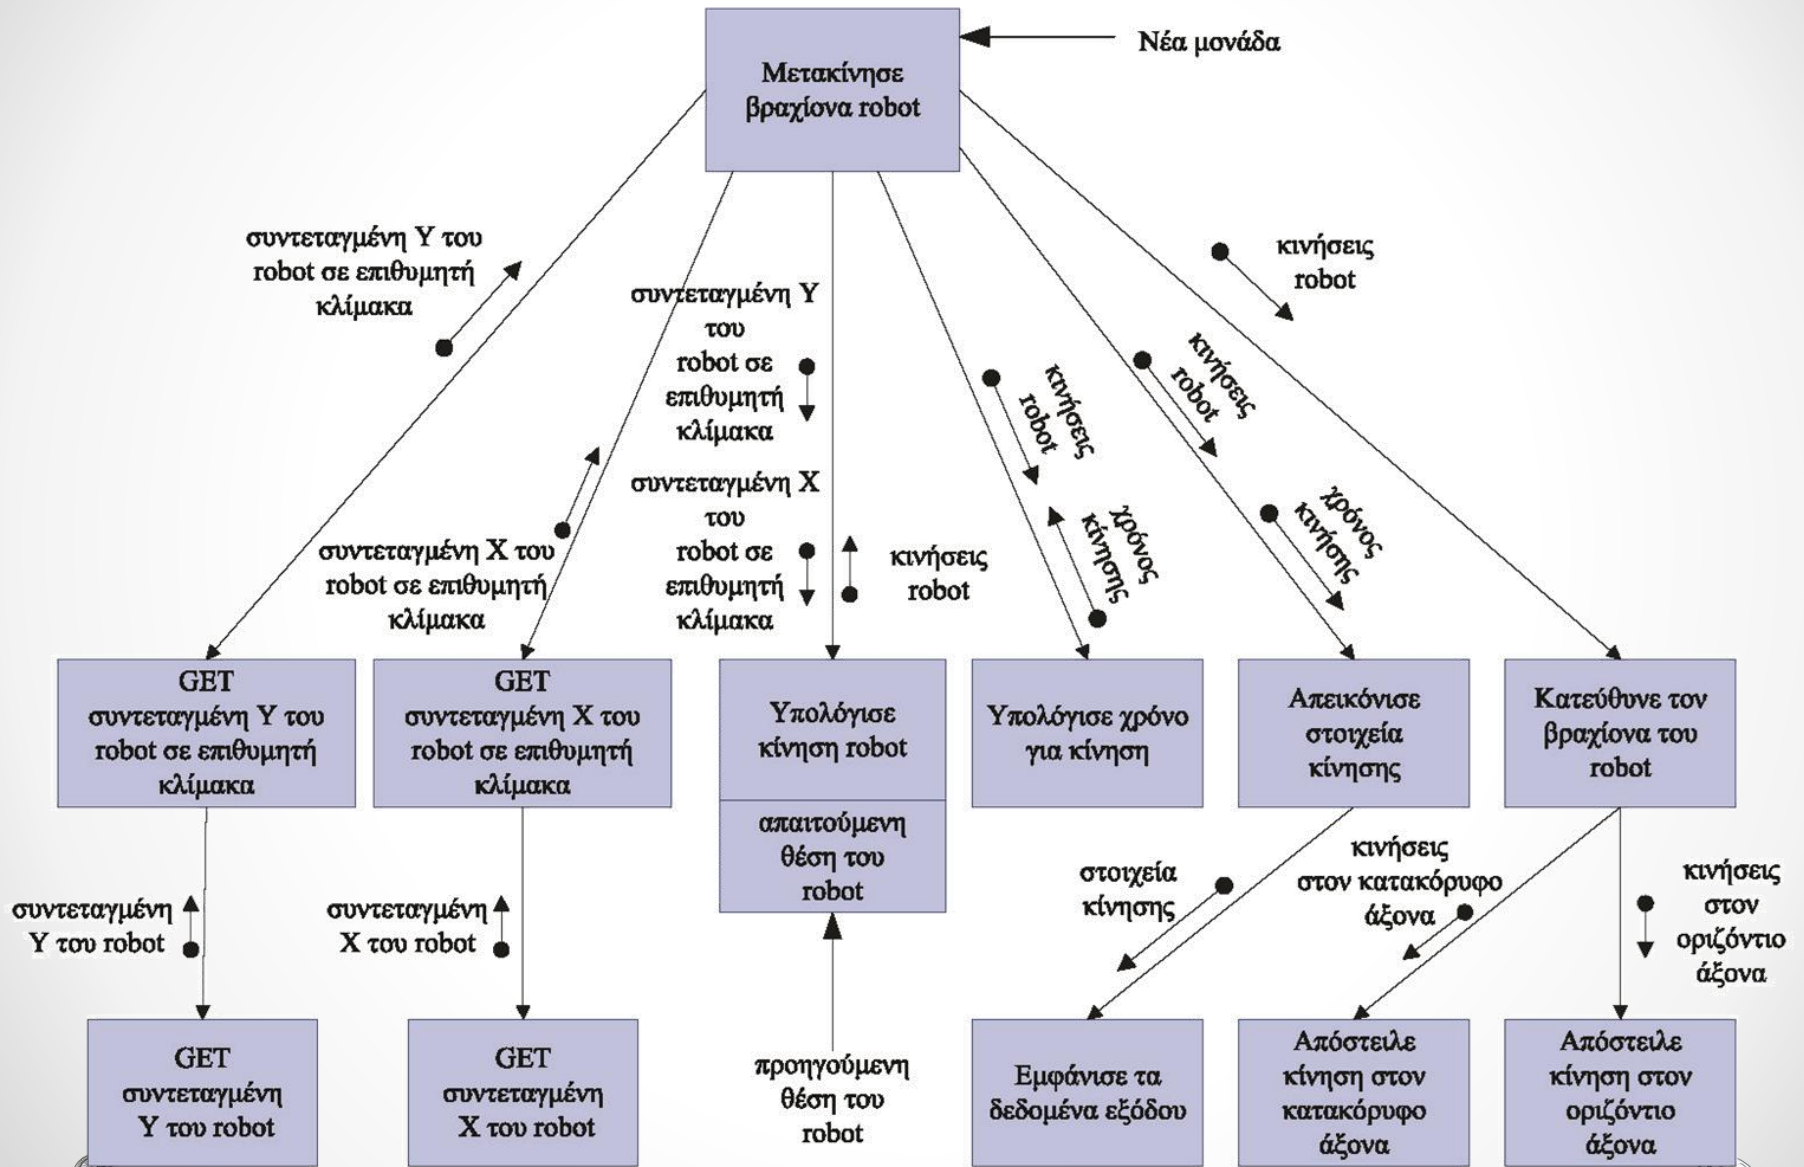 Μετακίνησε
βραχίονα robot
Νέα μονάδα
συντεταγμένη Y του
robot σε επιθυμητή
κλίμακα
συντεταγμένη X του
robot σε επιθυμητή
κλίμακα
συντεταγμένη Y
του
robot σε
επιθυμητή
κλίμακα
συντεταγμένη X
του
robot σε
επιθυμητή
κλίμακα
κινήσεις
robot
κινήσεις
robot
χρόνος
κίνησης
κινήσεις
robot
χρόνος
κινήσης
κινήσεις
robot
GET
συντεταγμένη Y του
robot σε επιθυμητή
κλίμακα
GET
συντεταγμένη X του
robot σε επιθυμητή
κλίμακα
Υπολόγισε
κίνηση robot
απαιτούμενη
θέση του
robot
Υπολόγισε χρόνο
για κίνηση
Απεικόνισε
στοιχεία
κίνησης
Κατεύθυνε τον
βραχίονα του
robot
συντεταγμένη
Y του robot
συντεταγμένη
X του robot
στοιχεία
κίνησης
κινήσεις
στον κατακόρυφο
άξονα
κινήσεις
στον
οριζόντιο
άξονα
GET
συντεταγμένη
Y του robot
GET
συντεταγμένη
X του robot
προηγούμενη
θέση του
robot
Εμφάνισε τα
δεδομένα εξόδου
Απόστειλε
κίνηση στον
κατακόρυφο
άξονα
Απόστειλε
κίνηση στον
οριζόντιο
άξονα